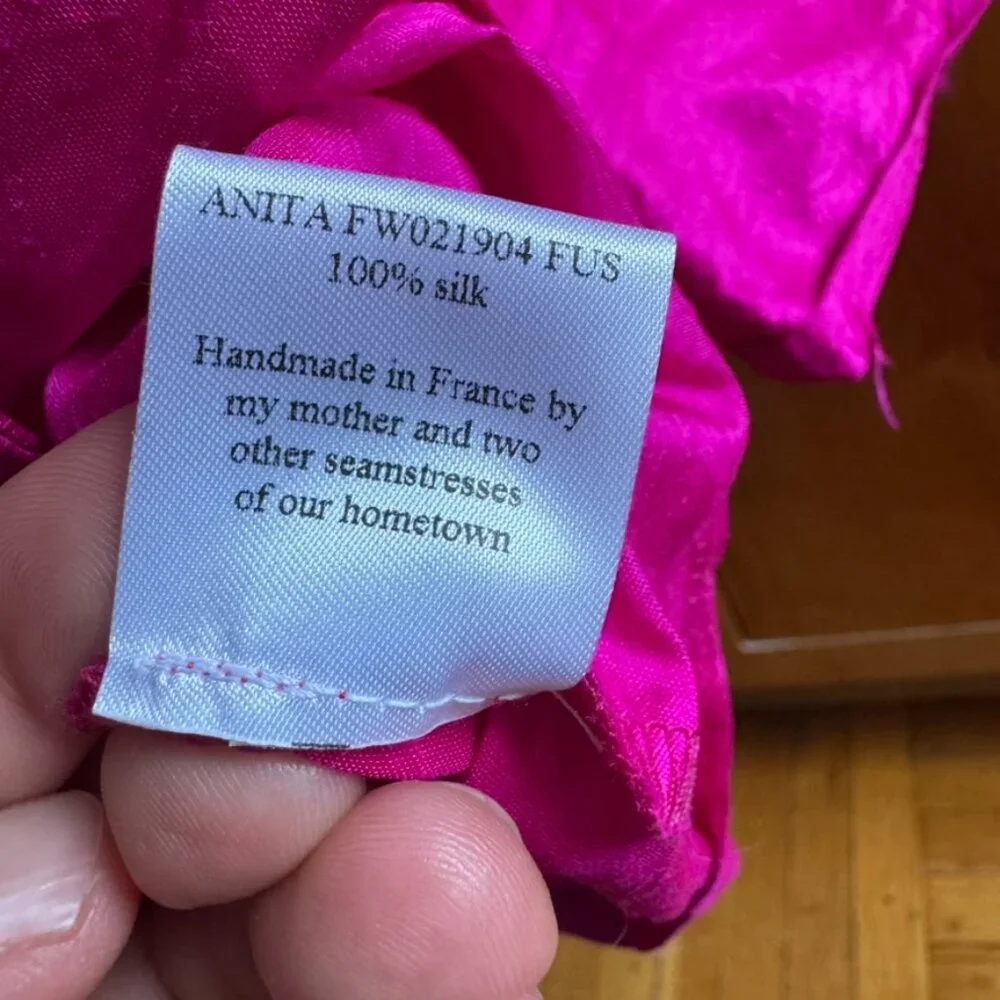 ANITA FW021904 FUS
100% silk
Handmade in France by
my mother and two
other seamstresses
of our hometown